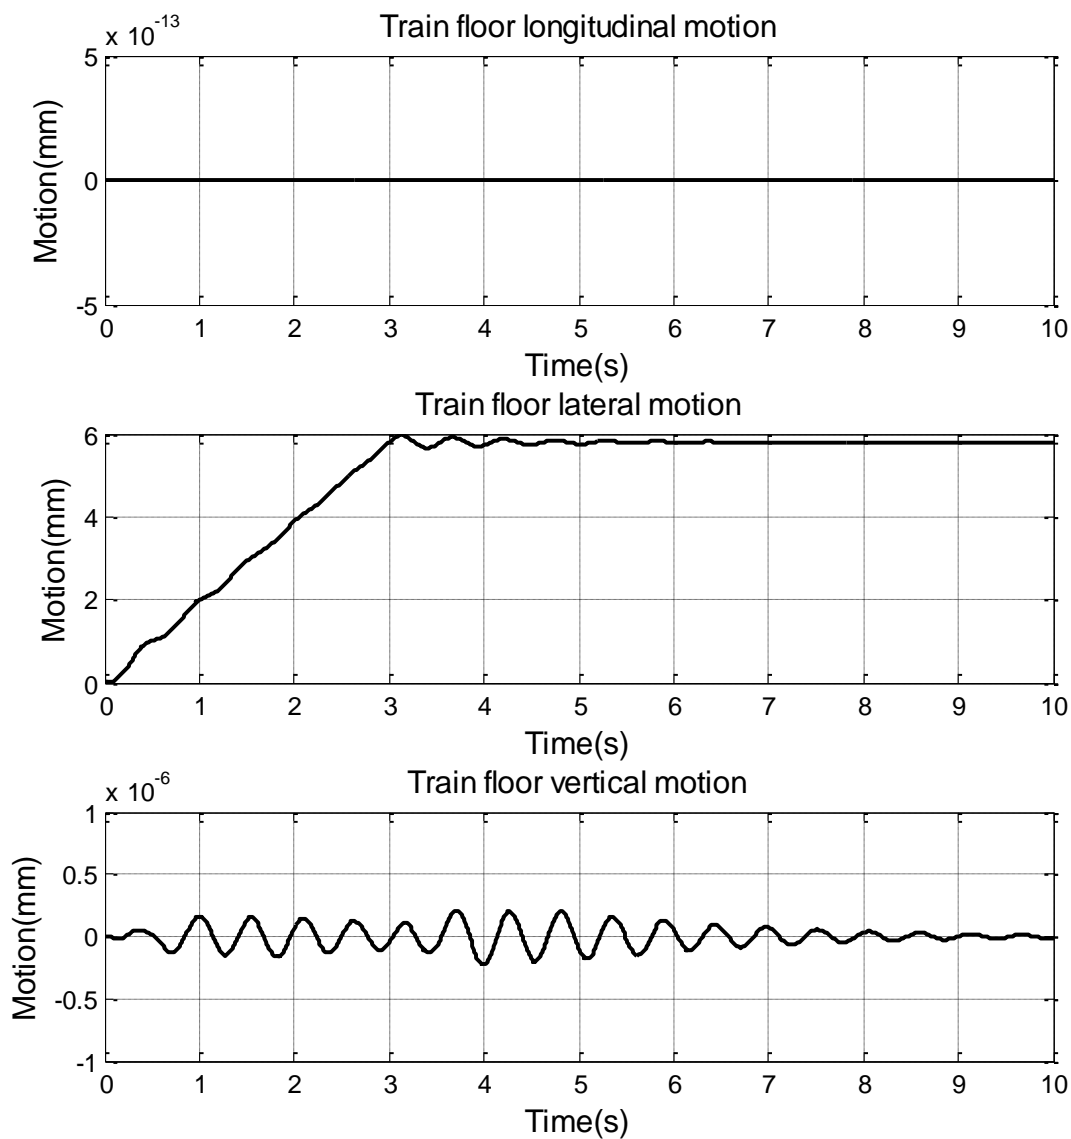 x 10^-13
Train floor longitudinal motion
5
0
-5
Motion(mm)
0 1 2 3 4 5 6 7 8 9 10
Time(s)
Train floor lateral motion
6
4
2
0
Motion(mm)
0 1 2 3 4 5 6 7 8 9 10
Time(s)
x 10^-6
Train floor vertical motion
1
0.5
0
-0.5
-1
Motion(mm)
0 1 2 3 4 5 6 7 8 9 10
Time(s)